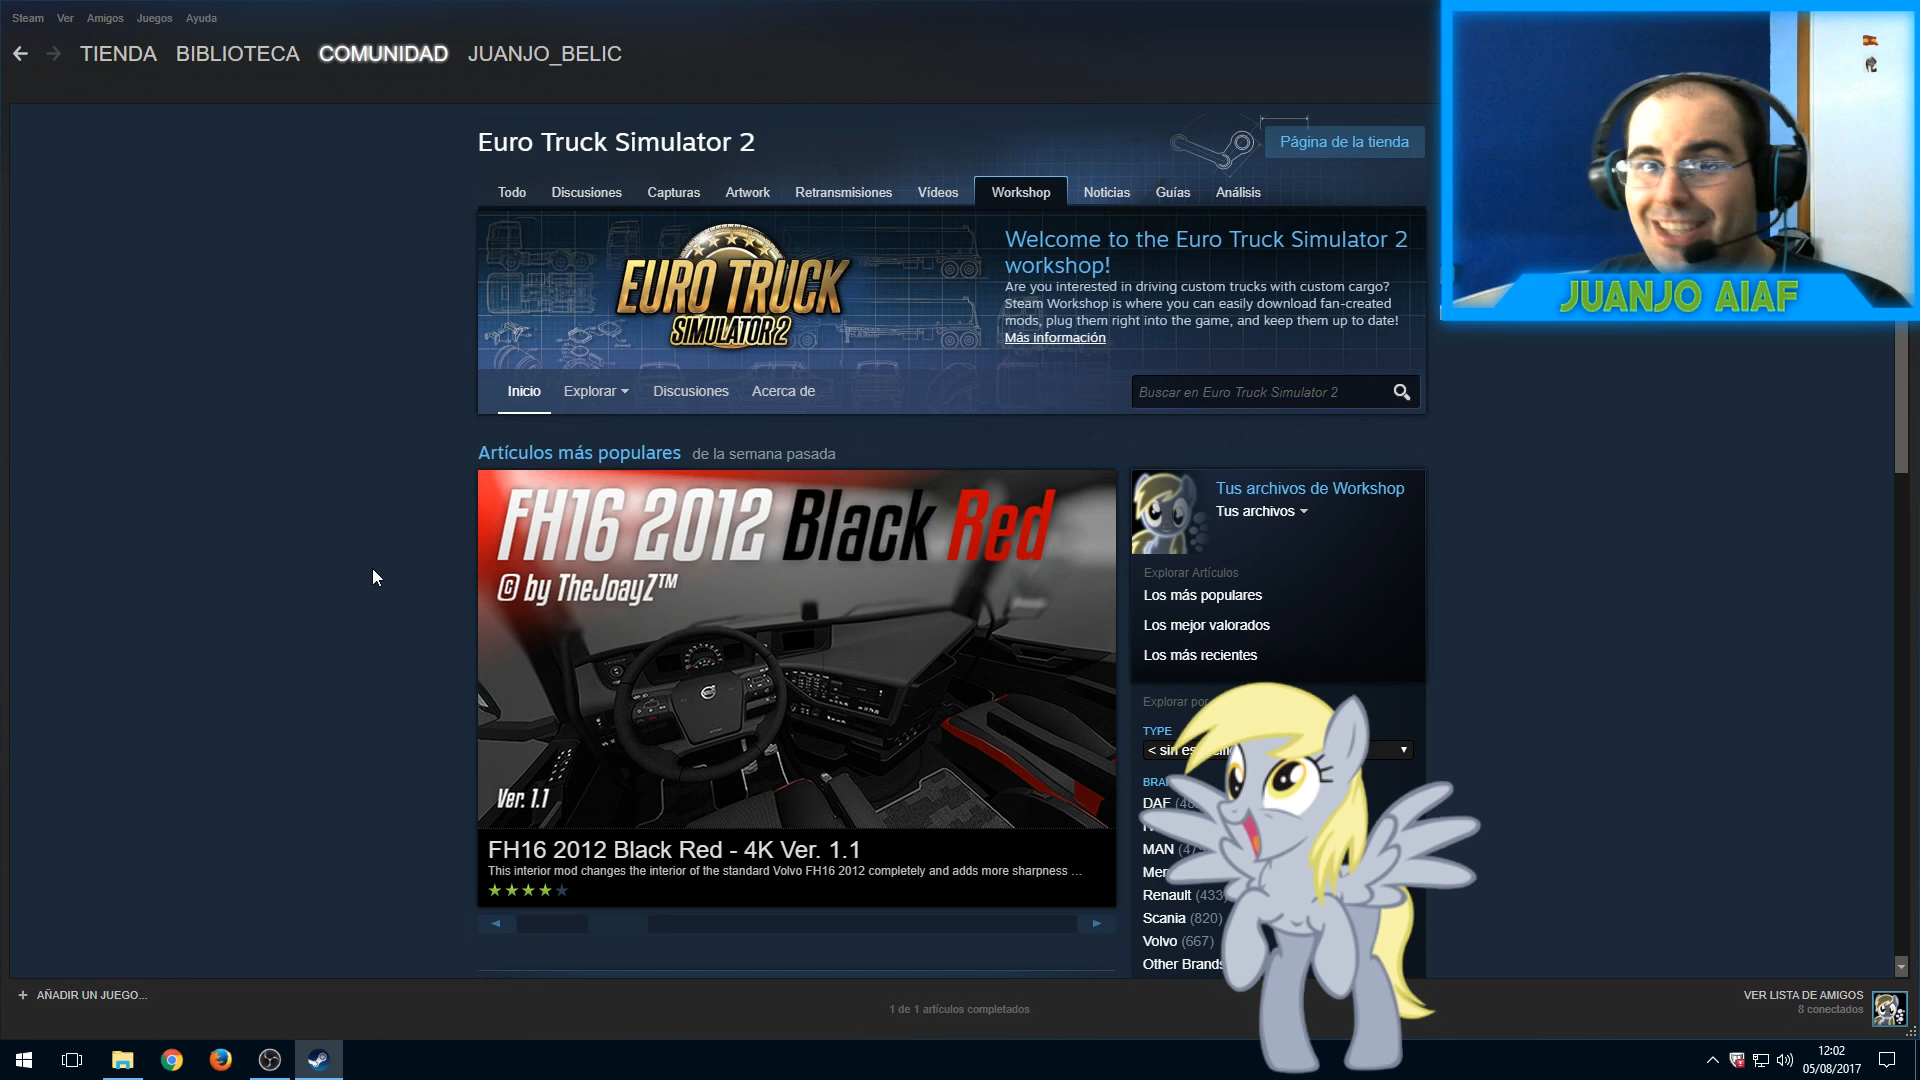 Steam Ver Amigos Juegos Ayuda
TIENDA BIBLIOTECA COMUNIDAD JUANJO_BELIC
JUANJO AIAF
Euro Truck Simulator 2
Página de la tienda
Todo Discusiones Capturas Artwork Retransmisiones Vídeos Workshop Noticias Guías Análisis
EURO TRUCK
SIMULATOR 2
Welcome to the Euro Truck Simulator 2
workshop!
Are you interested in driving custom trucks with custom cargo?
Steam Workshop is where you can easily download fan-created
mods, plug them right into the game, and keep them up to date!
Más información
Inicio Explorar Discusiones Acerca de
Buscar en Euro Truck Simulator 2
Artículos más populares de la semana pasada
FH16 2012 Black Red
© by TheJoayZ™
Ver. 1.1
FH16 2012 Black Red - 4K Ver. 1.1
This interior mod changes the interior of the standard Volvo FH16 2012 completely and adds more sharpness ...
Tus archivos de Workshop
Tus archivos
Explorar Artículos
Los más populares
Los mejor valorados
Los más recientes
Explorar por
TYPE
< sin
DAF
MAN
Renault (433)
Scania (820)
Volvo (667)
Other Brands
+ AÑADIR UN JUEGO...
1 de 1 artículos completados
VER LISTA DE AMIGOS
8 conectados
12:02
05/08/2017